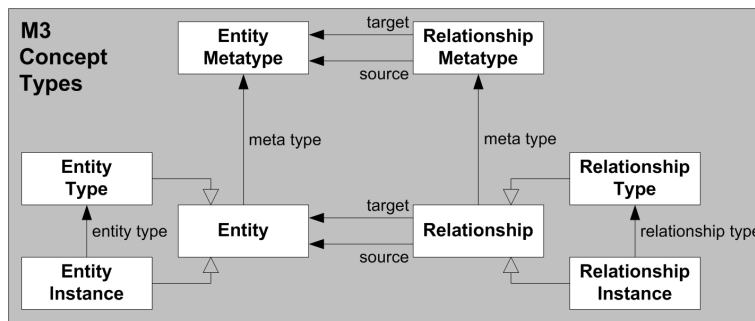 M3
Concept
Types
Entity
Metatype
target
source
Relationship
Metatype
meta type
meta type
Entity
Type
Relationship
Type
entity type
Entity
target
source
Relationship
relationship type
Entity
Instance
Relationship
Instance